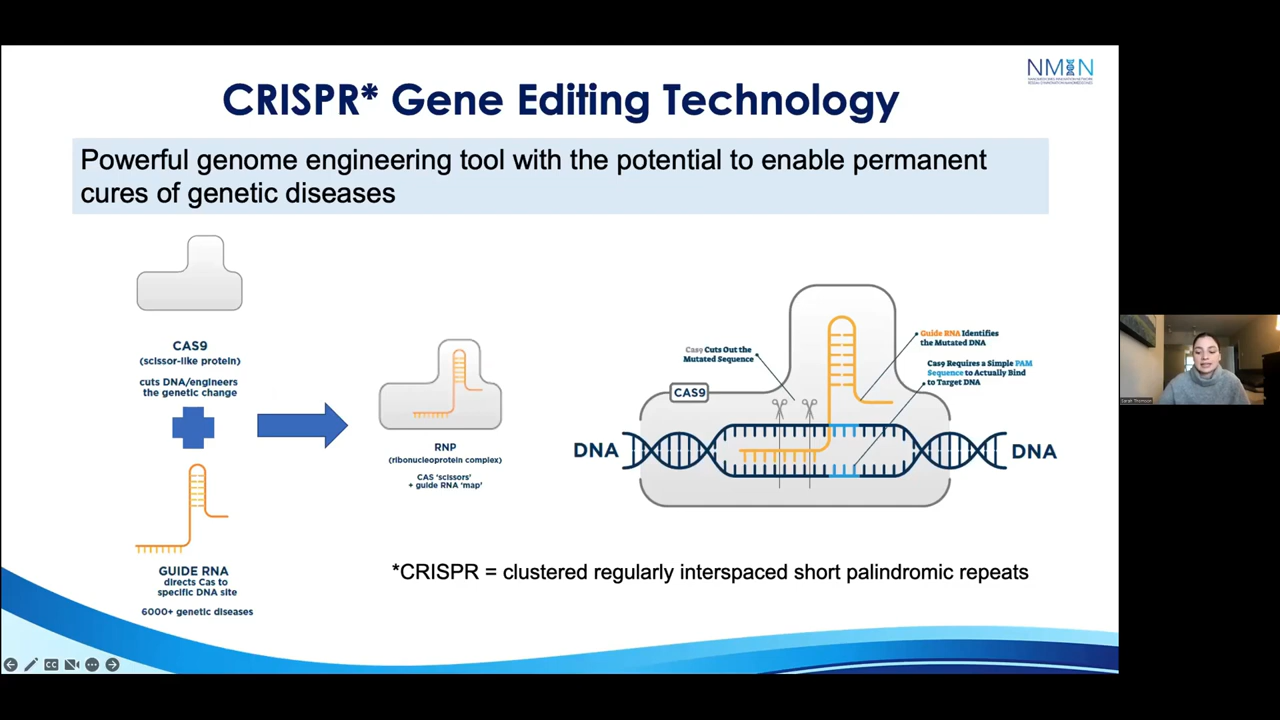 NMIN
CRISPR* Gene Editing Technology
Powerful genome engineering tool with the potential to enable permanent
cures of genetic diseases
CAS9
(scissor-like protein)
cuts DNA/engineers
the genetic change
GUIDE RNA
directs Cas to
specific DNA site
6000+ genetic diseases
RNP
(ribonucleoprotein complex)
CAS 'scissors'
+ guide RNA 'map'
Cas9 Cuts Out the
Mutated Sequence
Guide RNA Identifies
the Mutated DNA
Cas9 Requires a Simple PAM
Sequence to Actually Bind
to Target DNA
CAS9
DNA
DNA
*CRISPR = clustered regularly interspaced short palindromic repeats
CC
Sarah Thomson